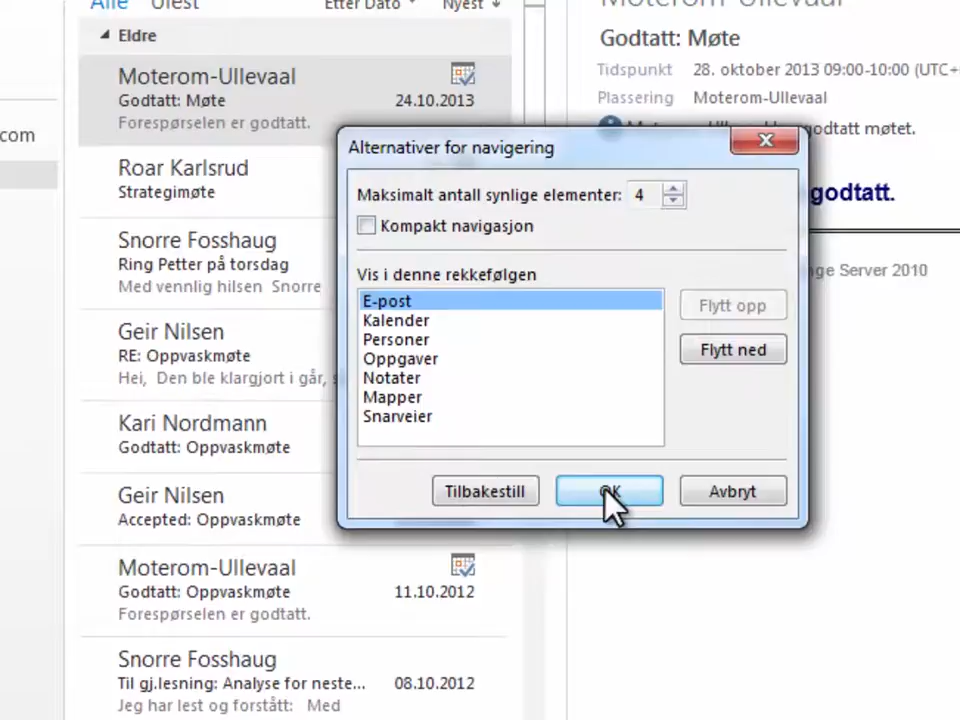 Alle Ulest
Etter Dato Nyest
Eldre
Moterom-Ullevaal
Godtatt: Møte 24.10.2013
Forespørselen er godtatt.
Roar Karlsrud
Strategimøte
Snorre Fosshaug
Ring Petter på torsdag
Med vennlig hilsen Snorre
Geir Nilsen
RE: Oppvaskmøte
Hei, Den ble klargjort i går,
Kari Nordmann
Godtatt: Oppvaskmøte
Geir Nilsen
Accepted: Oppvaskmøte
Moterom-Ullevaal
Godtatt: Oppvaskmøte 11.10.2012
Forespørselen er godtatt.
Snorre Fosshaug
Til gj.lesning: Analyse for neste... 08.10.2012
Jeg har lest og forstått: Med
com
Moterom-Ullevaal
Godtatt: Møte
Tidspunkt 28. oktober 2013 09:00-10:00 (UTC+
Plassering Moterom-Ullevaal
godtatt møtet.
godtatt.
nge Server 2010
Alternativer for navigering
Maksimalt antall synlige elementer: 4
Kompakt navigasjon
Vis i denne rekkefølgen
E-post
Kalender
Personer
Oppgaver
Notater
Mapper
Snarveier
Flytt opp
Flytt ned
Tilbakestill OK Avbryt